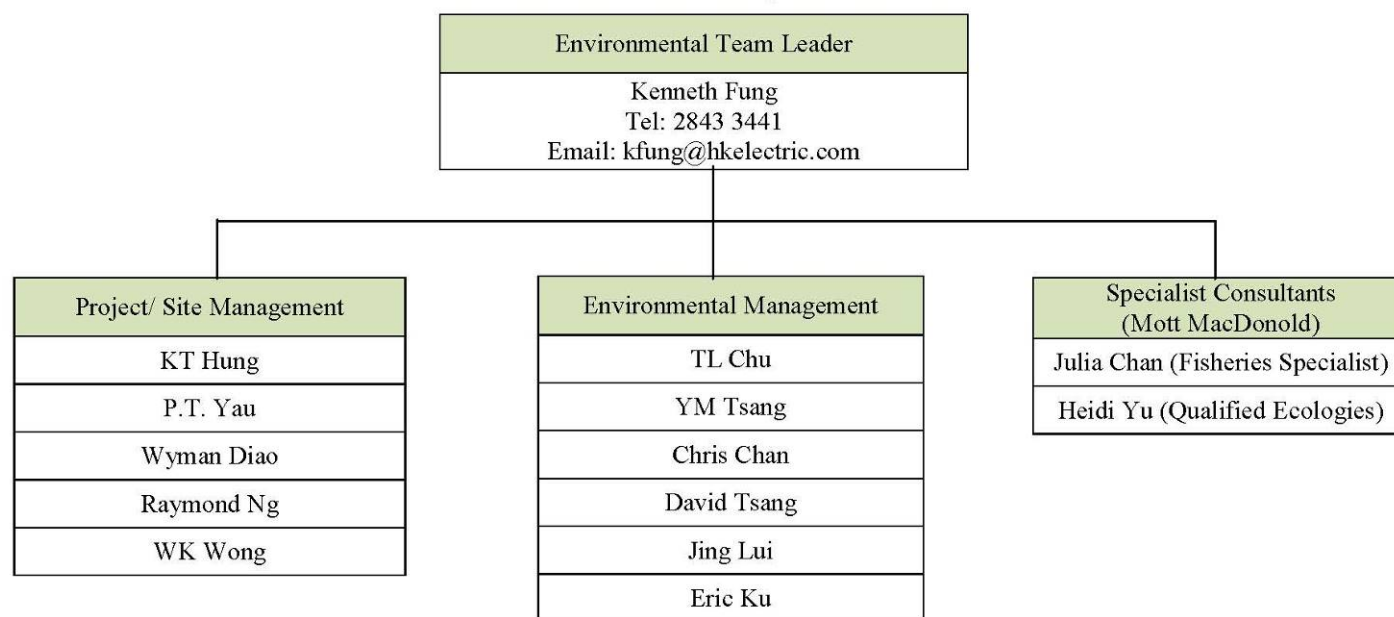 Environmental Team Leader
Kenneth Fung
Tel: 2843 3441
Email: kfung@hkelectric.com
Project/ Site Management
KT Hung
P.T. Yau
Wyman Diao
Raymond Ng
WK Wong
Environmental Management
TL Chu
YM Tsang
Chris Chan
David Tsang
Jing Lui
Eric Ku
Specialist Consultants
(Mott MacDonold)
Julia Chan (Fisheries Specialist)
Heidi Yu (Qualified Ecologies)